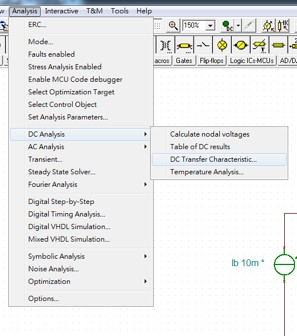 Analysis Interactive T&M Tools Help
ERC...
150%
Mode...
Faults enabled
Stress Analysis Enabled
Enable MCU Code debugger
Select Optimization Target
Select Control Object
Set Analysis Parameters...
Gates Flip-flops Logic ICs-MCUs AD/D
DC Analysis
AC Analysis
Transient...
Steady State Solver...
Fourier Analysis
Calculate nodal voltages
Table of DC results
DC Transfer Characteristic...
Temperature Analysis...
Digital Step-by-Step
Digital Timing Analysis...
Digital VHDL Simulation...
Mixed VHDL Simulation...
Symbolic Analysis
Noise Analysis...
Optimization
Options...
Ib 10m *